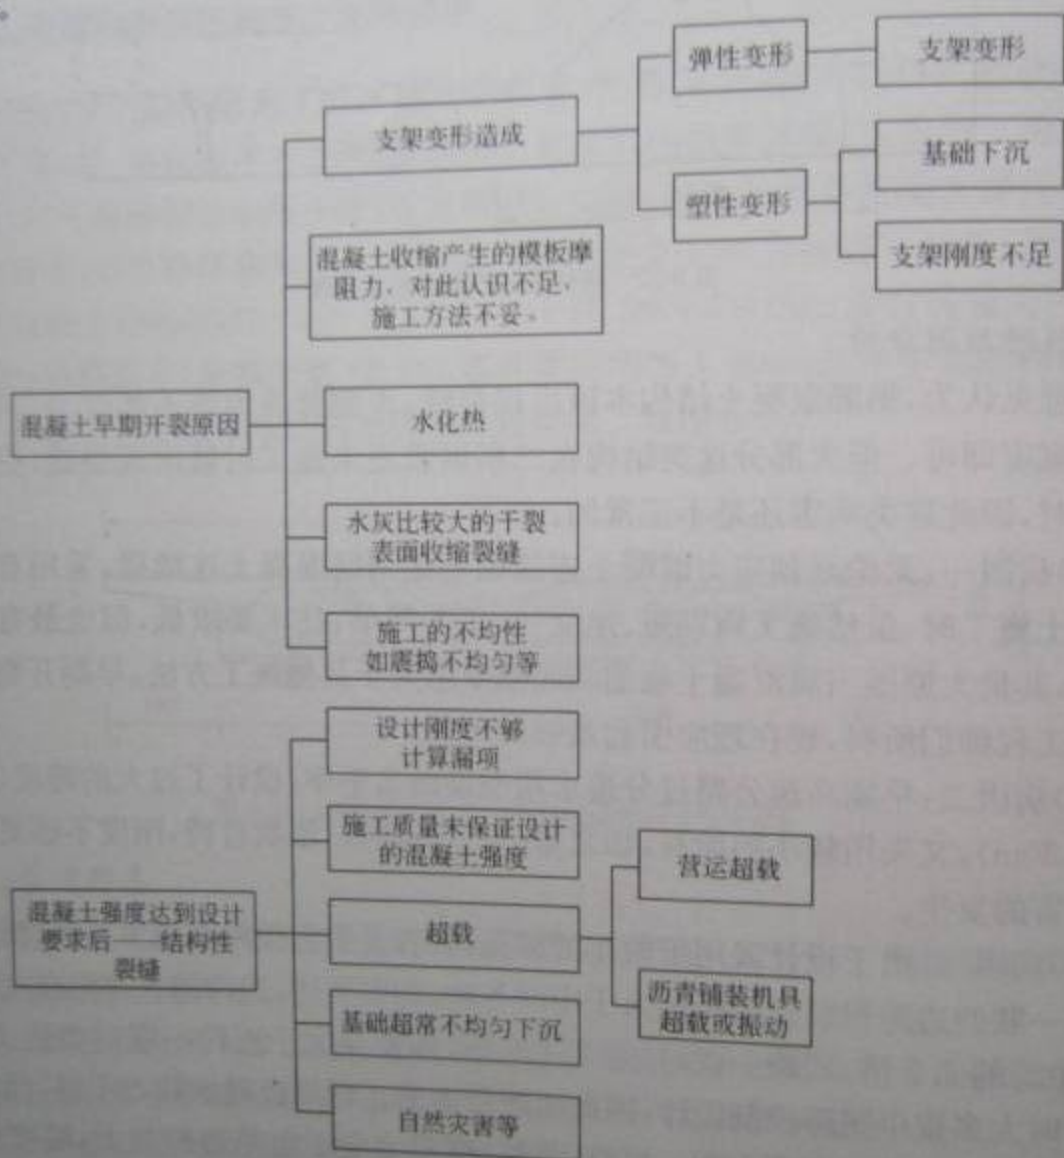 弹性变形
支架变形
支架变形造成
基础下沉
塑性变形
支架刚度不足
混凝土收缩产生的模板摩
阻力,对此认识不足,
施工方法不妥。
混凝土早期开裂原因
水化热
水灰比较大的干裂
表面收缩裂缝
施工的不均性
如震捣不均匀等
设计刚度不够
计算漏项
施工质量未保证设计
的混凝土强度
营运超载
混凝土强度达到设计
要求后——结构性
裂缝
超载
沥青铺装机具
超载或振动
基础超常不均匀下沉
自然灾害等